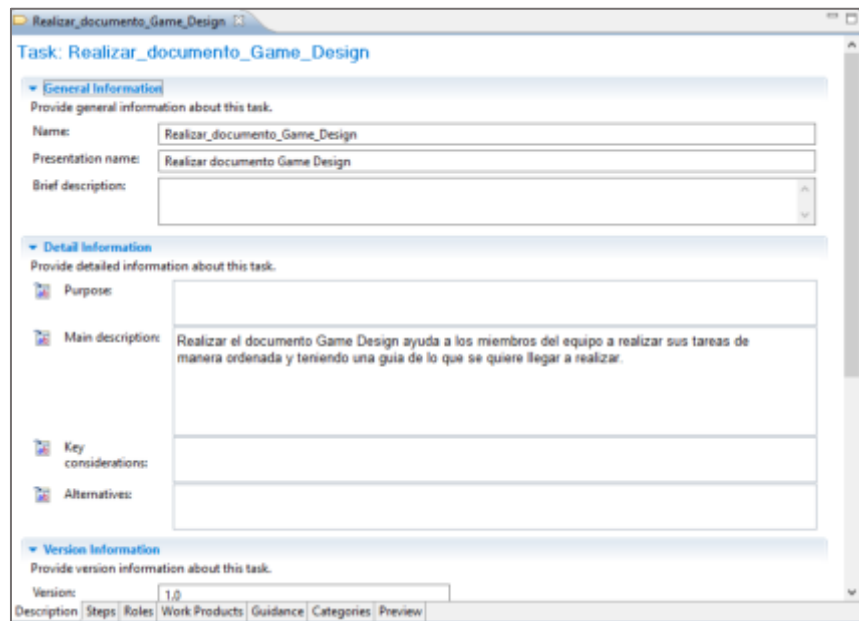 Realizar_documento_Game_Design
Task: Realizar_documento_Game_Design
General Information
Provide general information about this task.
Name: Realizar_documento_Game_Design
Presentation name: Realizar documento Game Design
Brief description:
Detail Information
Provide detailed information about this task.
Purpose:
Main description: Realizar el documento Game Design ayuda a los miembros del equipo a realizar sus tareas de
manera ordenada y teniendo una guia de lo que se quiere llegar a realizar.
Key
considerations:
Alternatives:
Version Information
Provide version information about this task.
Version: 1.0
Description Steps Roles Work Products Guidance Categories Preview